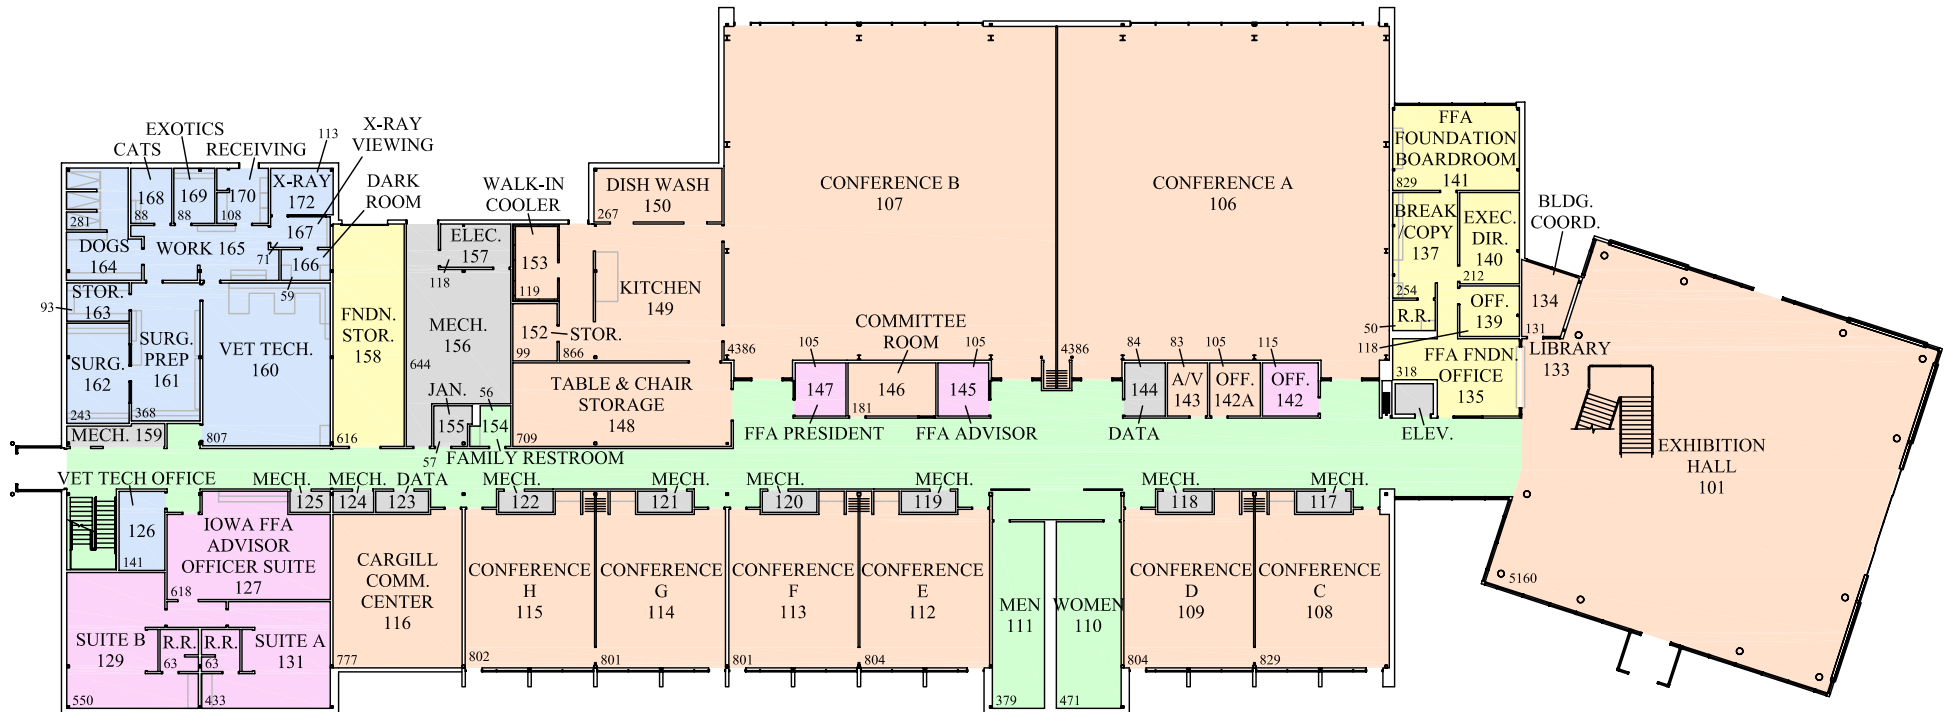 EXOTICS
CATS
RECEIVING
X-RAY
VIEWING
113
168
88
169
88
170
108
X-RAY
172
DARK
ROOM
167
71
166
59
281
DOGS
164
WORK 165
93
STOR.
163
SURG.
162
243
SURG.
PREP
161
368
VET TECH.
160
807
MECH. 159
FNDN.
STOR.
158
616
ELEC.
157
118
MECH.
156
644
JAN.
155
57
56
154
FAMILY RESTROOM
WALK-IN
COOLER
153
119
152
STOR.
99
DISH WASH
150
267
KITCHEN
149
866
TABLE & CHAIR
STORAGE
148
709
CONFERENCE B
107
4386
CONFERENCE A
106
4386
COMMITTEE
ROOM
105
147
FFA PRESIDENT
146
181
105
145
FFA ADVISOR
84
144
DATA
83
A/V
143
105
OFF.
142A
115
OFF.
142
FFA
FOUNDATION
BOARDROOM
141
829
BREAK
/COPY
137
254
EXEC.
DIR.
140
212
R.R.
50
OFF.
139
118
FFA FNDN.
OFFICE
135
318
ELEV.
BLDG.
COORD.
134
131
LIBRARY
133
EXHIBITION
HALL
101
5160
VET TECH OFFICE
126
141
MECH.
125
MECH.
124
DATA
123
MECH.
122
MECH.
121
MECH.
120
MECH.
119
MECH.
118
MECH.
117
IOWA FFA
ADVISOR
OFFICER SUITE
127
618
SUITE B
129
550
R.R.
63
R.R.
63
SUITE A
131
433
CARGILL
COMM.
CENTER
116
777
CONFERENCE
H
115
802
CONFERENCE
G
114
801
CONFERENCE
F
113
801
CONFERENCE
E
112
804
MEN
111
379
WOMEN
110
471
CONFERENCE
D
109
804
CONFERENCE
C
108
829